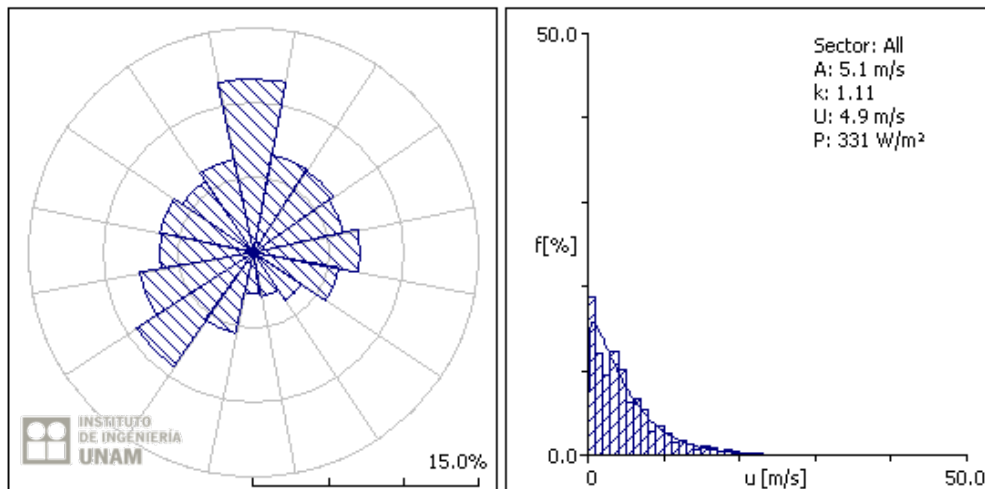 INSTITUTO
DE INGENIERÍA
UNAM
15.0%
50.0
Sector: All
A: 5.1 m/s
k: 1.11
U: 4.9 m/s
P: 331 W/m²
f[%]
0.0
0
u [m/s]
50.0